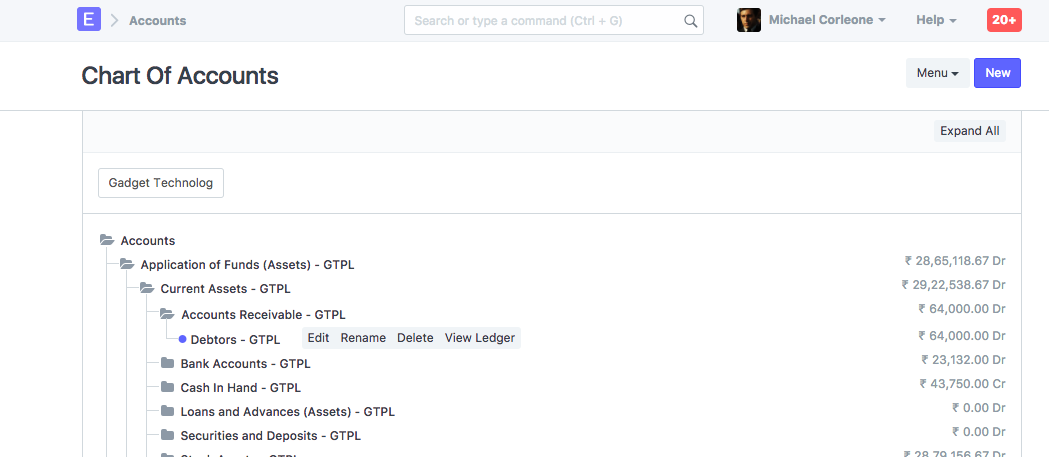 E Accounts Search or type a command (Ctrl + G) Michael Corleone Help 20+
Chart Of Accounts Menu New
Expand All
Gadget Technolog
Accounts
Application of Funds (Assets) - GTPL ₹ 28,65,118.67 Dr
Current Assets - GTPL ₹ 29,22,538.67 Dr
Accounts Receivable - GTPL ₹ 64,000.00 Dr
Debtors - GTPL Edit Rename Delete View Ledger ₹ 64,000.00 Dr
Bank Accounts - GTPL ₹ 23,132.00 Dr
Cash In Hand - GTPL ₹ 43,750.00 Cr
Loans and Advances (Assets) - GTPL ₹ 0.00 Dr
Securities and Deposits - GTPL ₹ 0.00 Dr
₹ 28,79,156.67 Dr